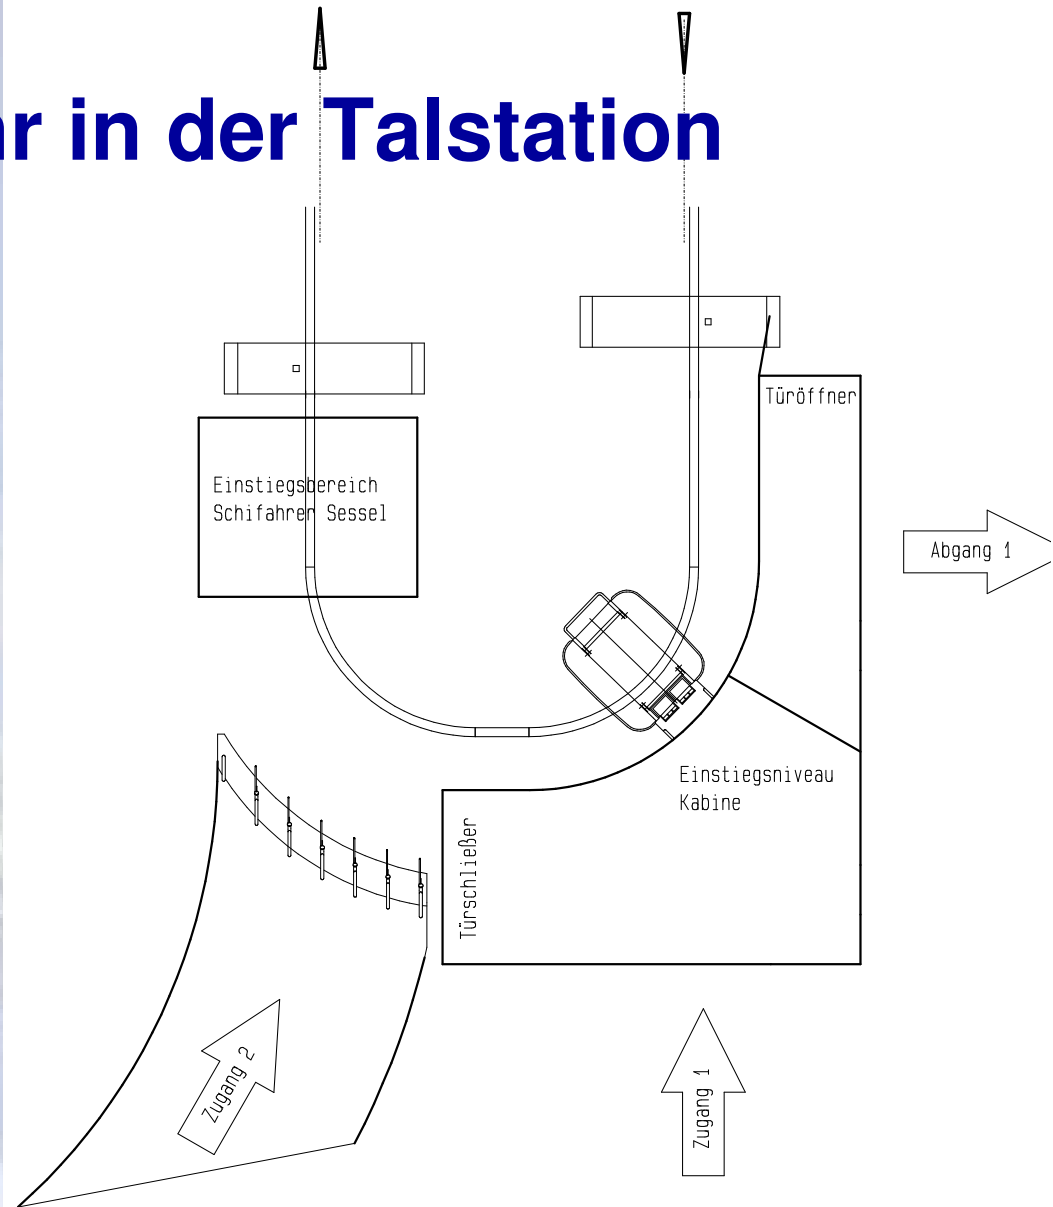 in der Talstation
Türöffner
Einstiegsbereich
Schifahrer Sessel
Abgang 1
Einstiegsniveau
Kabine
Türschließer
Zugang 2
Zugang 1